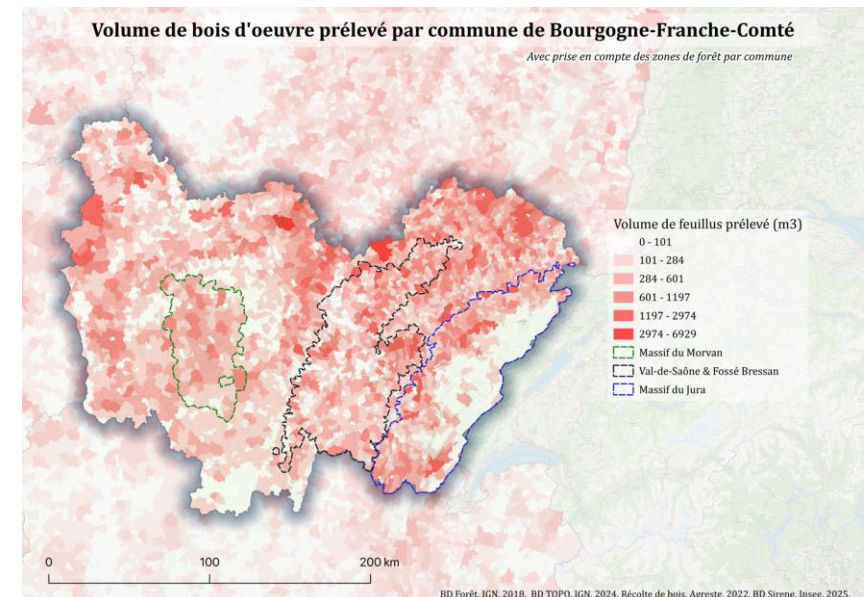 Volume de bois d'oeuvre prélevé par commune de Bourgogne-Franche-Comté
Avec prise en compte des zones de forêt par commune
Volume de feuillus prélevé (m3)
0 - 101
101 - 284
284 - 601
601 - 1197
1197 - 2974
2974 - 6929
Massif du Morvan
Val-de-Saône & Fossé Bressan
Massif du Jura
0 100 200 km
BD Forêt, IGN, 2018, BD TOPO, IGN, 2024, Récolte de bois, Agreste, 2022, BD Sirene, Insee, 2025,